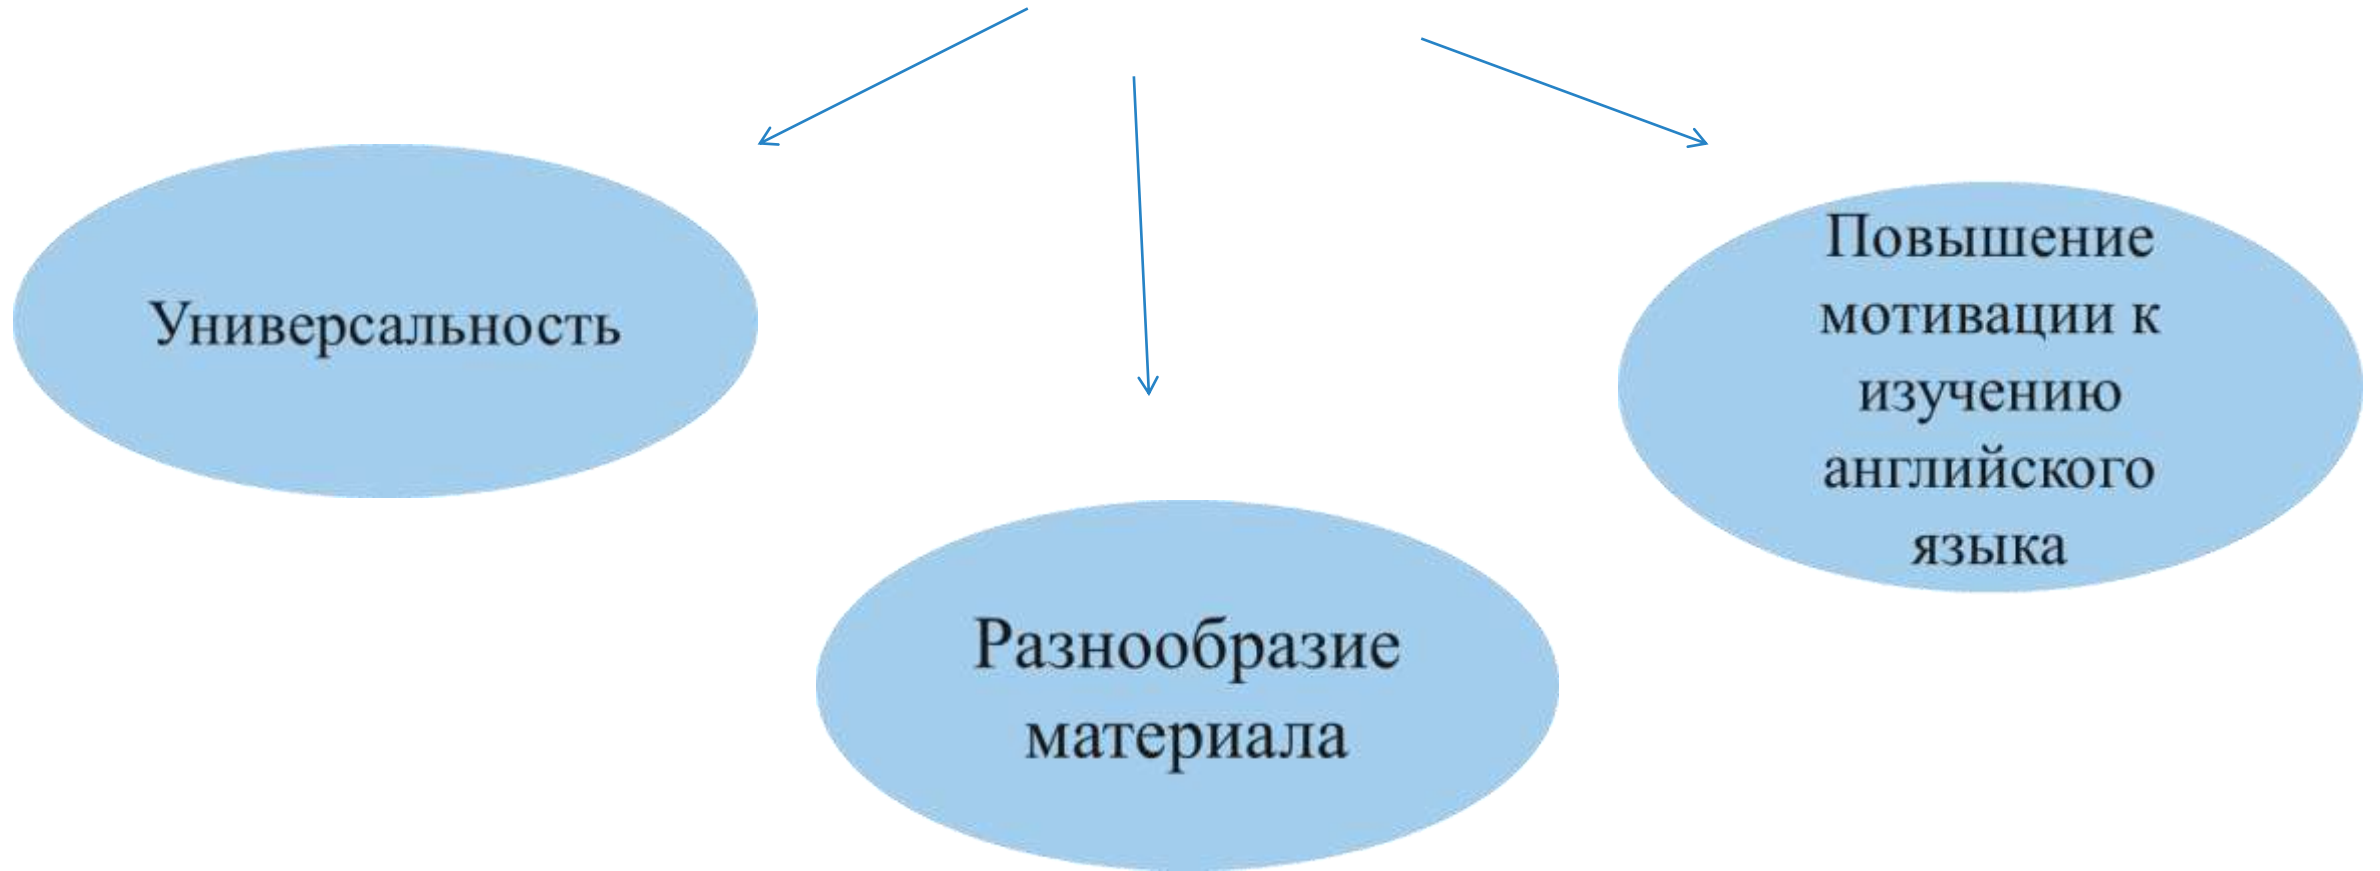 Универсальность
Разнообразие
материала
Повышение
мотивации к
изучению
английского
языка